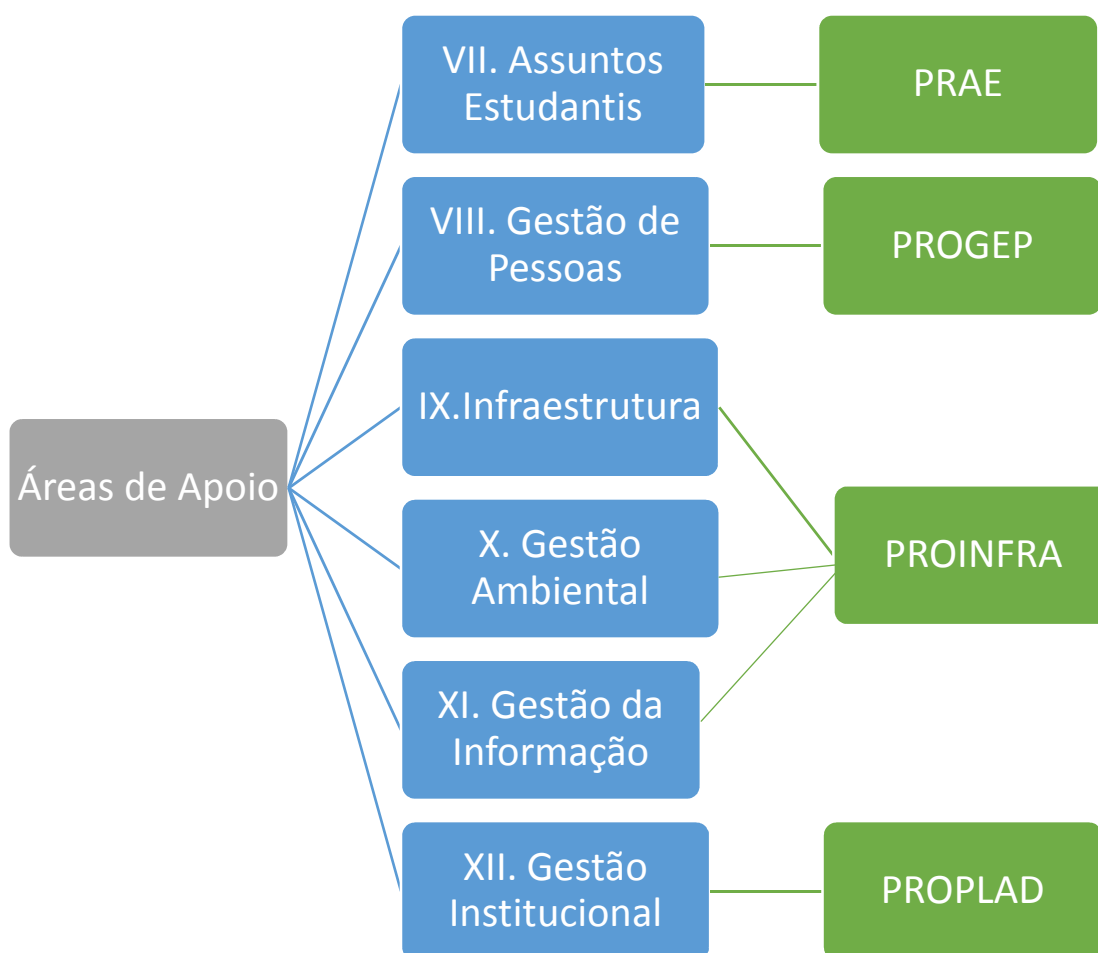 VII. Assuntos
Estudantis
PRAE
VIII. Gestão de
Pessoas
PROGEP
IX.Infraestrutura
Áreas de Apoio
X. Gestão
Ambiental
PROINFRA
XI. Gestão da
Informação
XII. Gestão
Institucional
PROPLAD